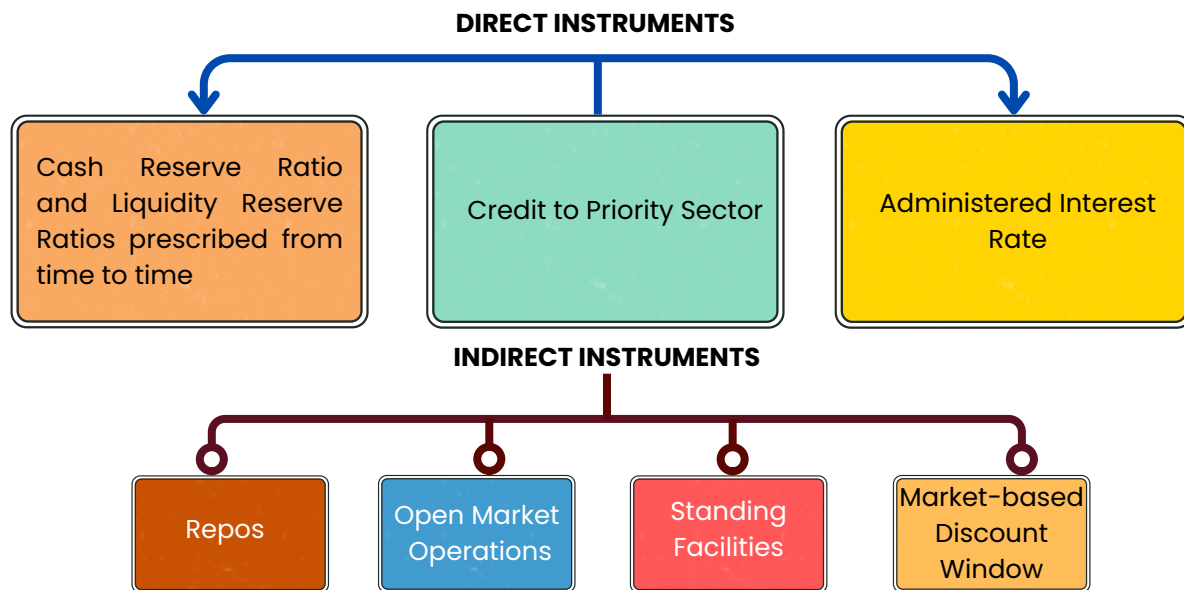 DIRECT INSTRUMENTS
Cash Reserve Ratio
and Liquidity Reserve
Ratios prescribed from
time to time
Credit to Priority Sector
Administered Interest
Rate
INDIRECT INSTRUMENTS
Repos
Open Market
Operations
Standing
Facilities
Market-based
Discount
Window